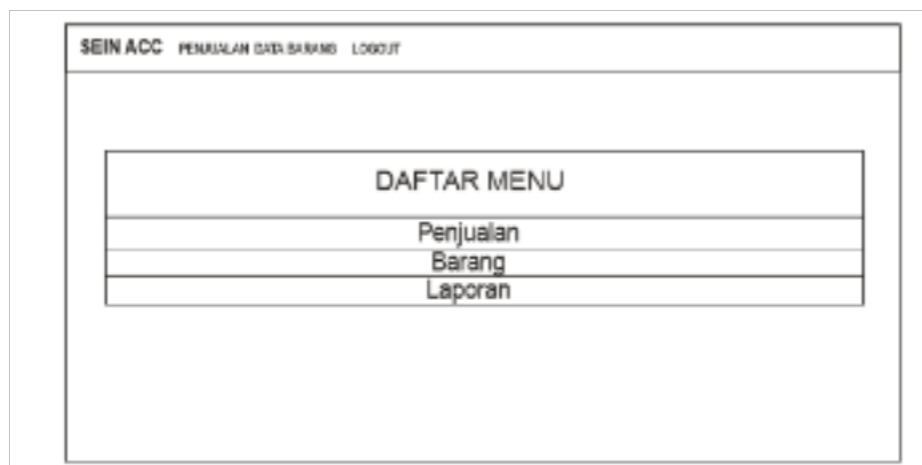 SEIN ACC PENJUALAN DATA BARANG LOGOUT
DAFTAR MENU
Penjualan
Barang
Laporan